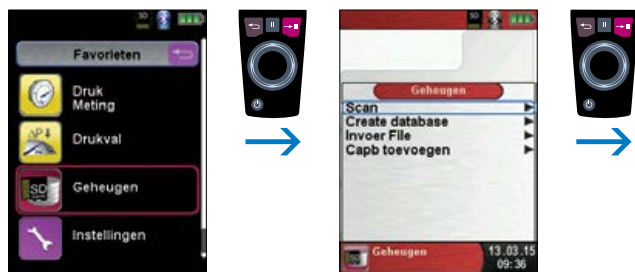 SD
Favorieten
Druk
Meting
Drukval
Geheugen
Instellingen
SD
Geheugen
Scan
Create database
Invoer File
Capb toevoegen
Geheugen
13.03.15
09:36